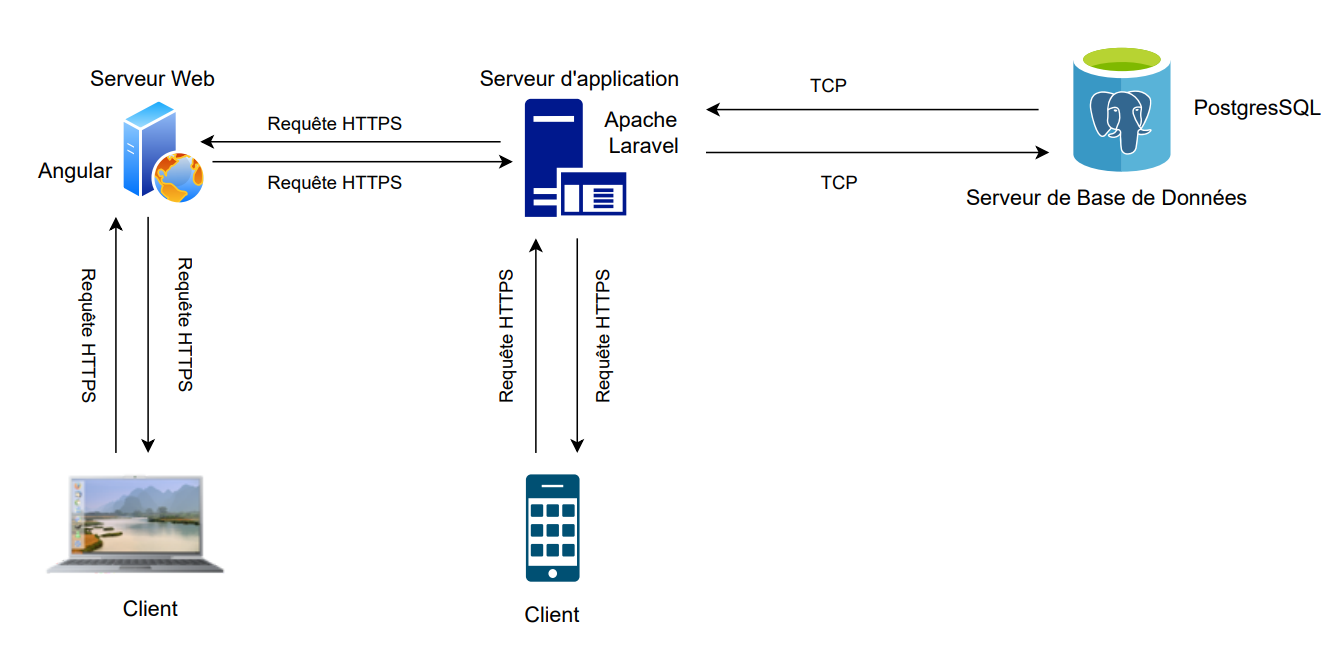 Serveur Web
Serveur d'application
TCP
PostgresSQL
Requête HTTPS
Apache
Laravel
Angular
Requête HTTPS
TCP
Serveur de Base de Données
Requête HTTPS
Requête HTTPS
Requête HTTPS
Requête HTTPS
Client
Client